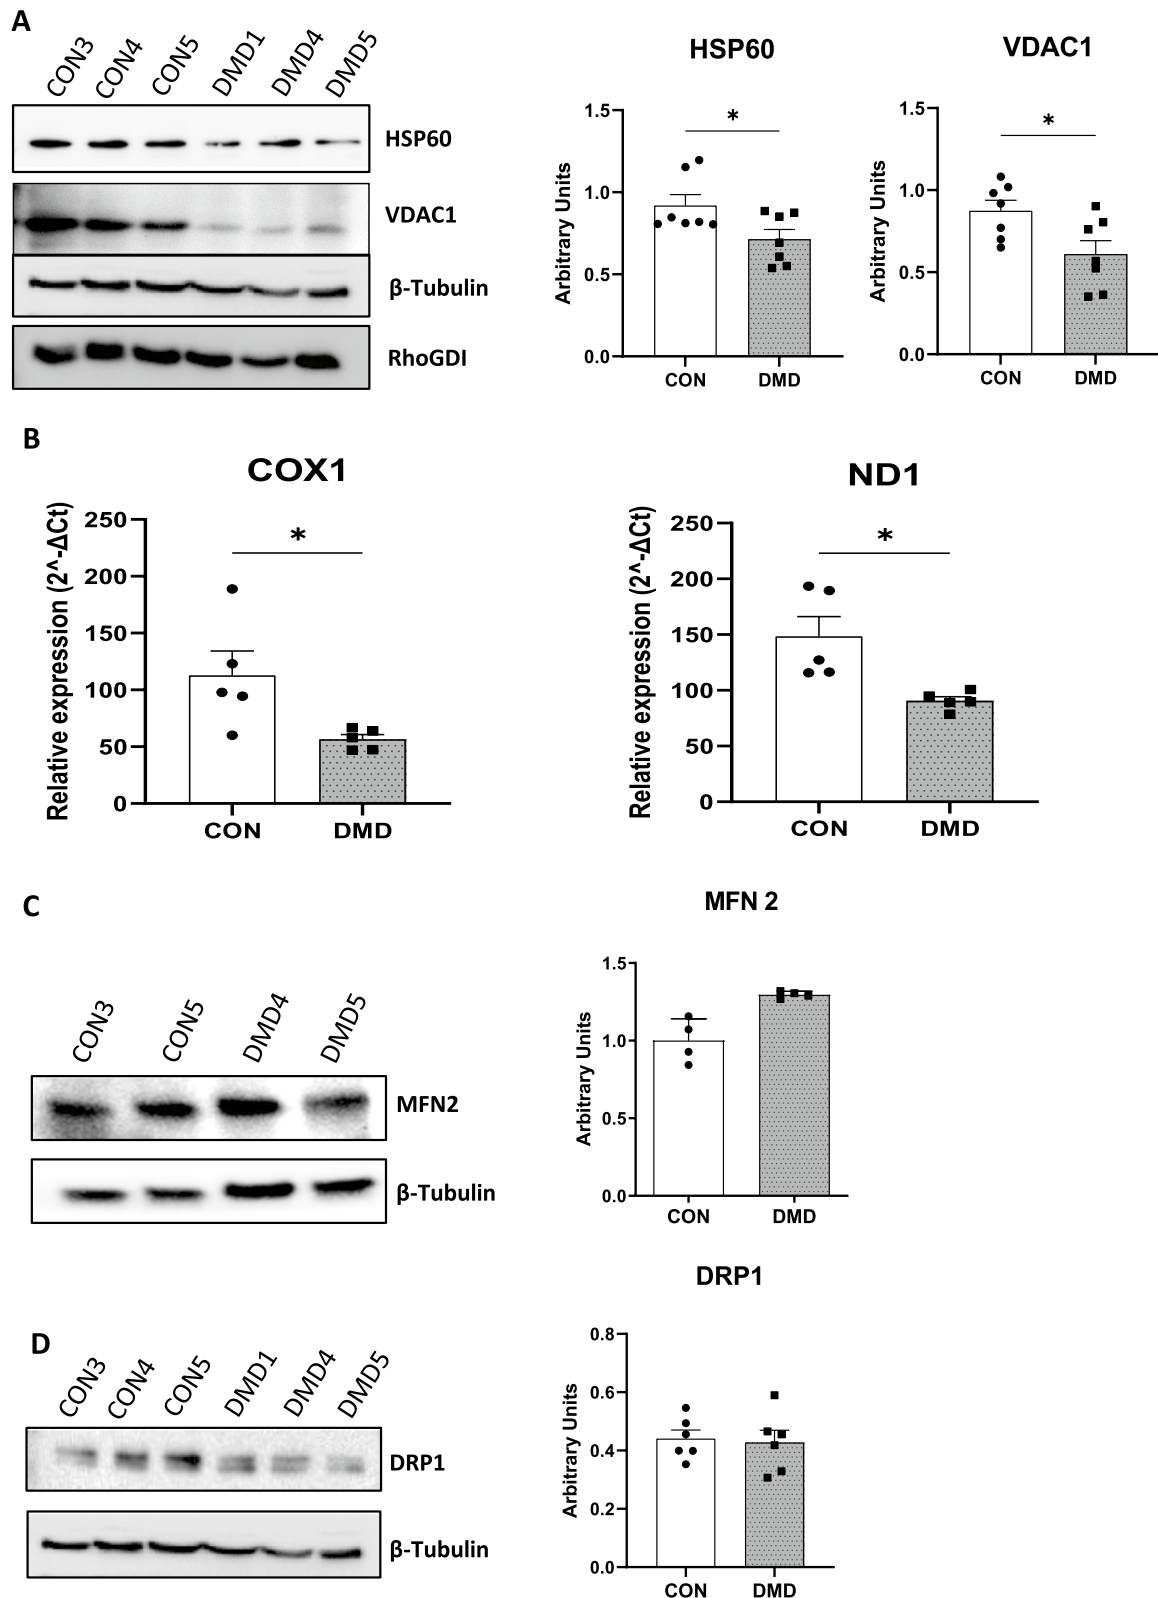 A
CON3 CON4 CON5 DMD1 DMD4 DMD5
HSP60
VDAC1
β-Tubulin
RhoGDI
HSP60
Arbitrary Units
1.5
1.0
0.5
0.0
CON DMD
*
VDAC1
Arbitrary Units
1.5
1.0
0.5
0.0
CON DMD
*
B
COX1
Relative expression (2^-ΔCt)
250
200
150
100
50
0
CON DMD
*
ND1
Relative expression (2^-ΔCt)
250
200
150
100
50
0
CON DMD
*
C
CON3 CON5 DMD4 DMD5
MFN2
β-Tubulin
MFN 2
Arbitrary Units
1.5
1.0
0.5
0.0
CON DMD
D
CON3 CON4 CON5 DMD1 DMD4 DMD5
DRP1
β-Tubulin
DRP1
Arbitrary Units
0.8
0.6
0.4
0.2
0.0
CON DMD